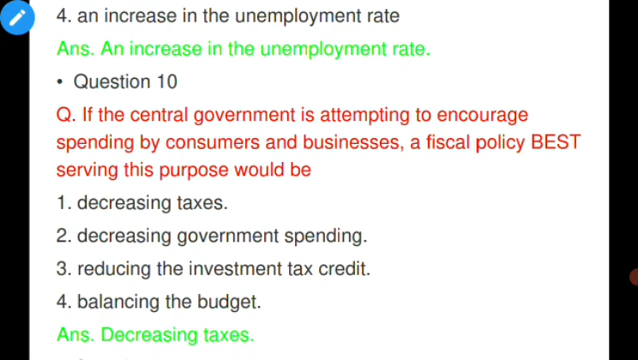 4. an increase in the unemployment rate
Ans. An increase in the unemployment rate.
• Question 10
Q. If the central government is attempting to encourage
spending by consumers and businesses, a fiscal policy BEST
serving this purpose would be
1. decreasing taxes.
2. decreasing government spending.
3. reducing the investment tax credit.
4. balancing the budget.
Ans. Decreasing taxes.